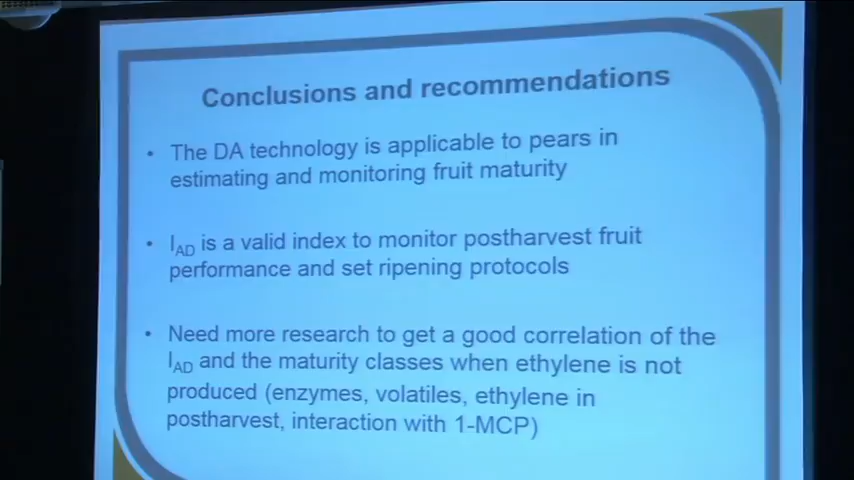 Conclusions and recommendations
• The DA technology is applicable to pears in
estimating and monitoring fruit maturity
• IAD is a valid index to monitor postharvest fruit
performance and set ripening protocols
• Need more research to get a good correlation of the
IAD and the maturity classes when ethylene is not
produced (enzymes, volatiles, ethylene in
postharvest, interaction with 1-MCP)